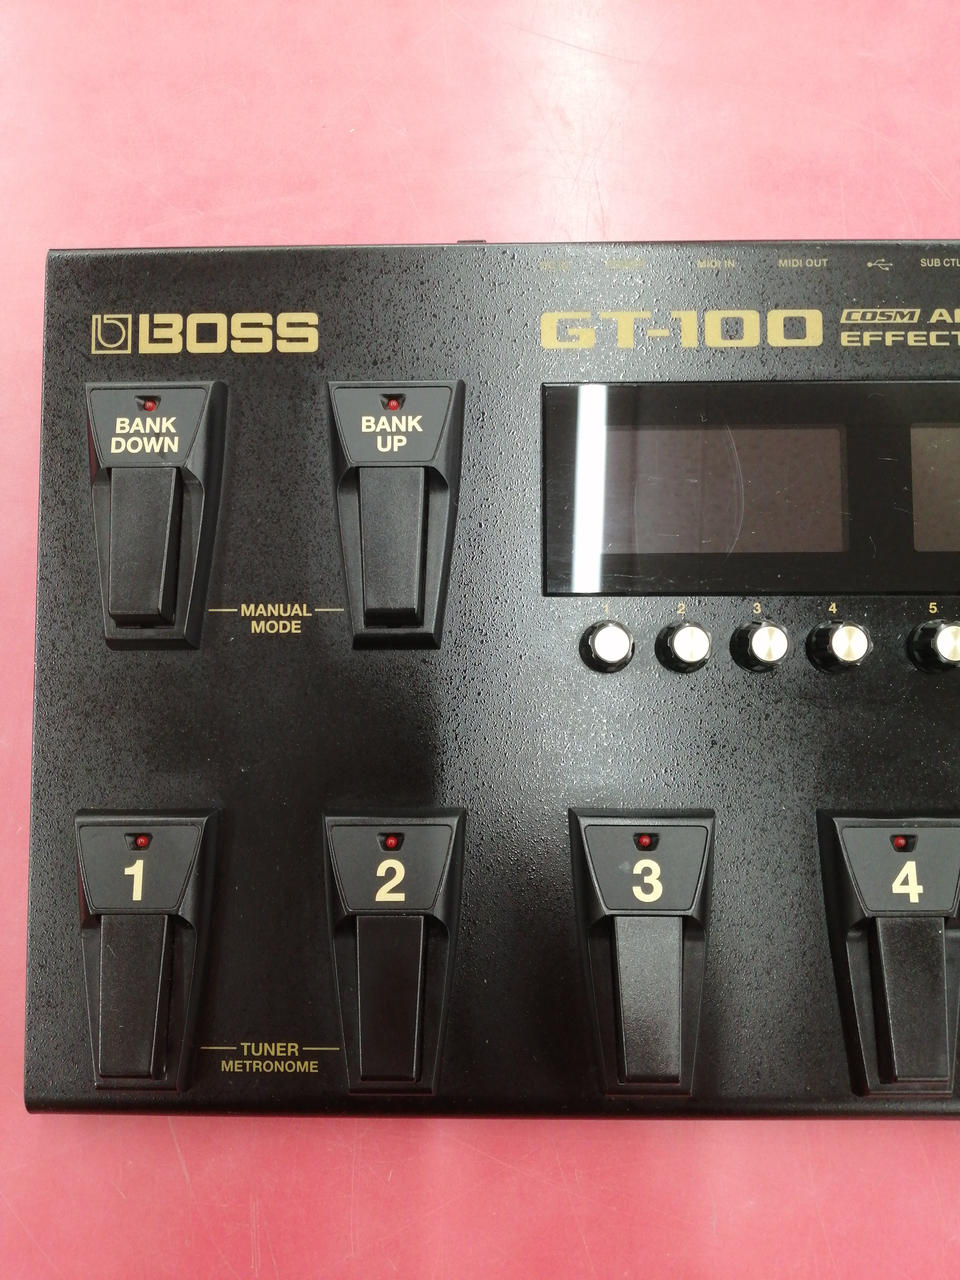 MIDI IN MIDI OUT SUB CTL
BOSS
GT-100 COSM
EFFECT
BANK
DOWN
BANK
UP
MANUAL
MODE
1 2 3 4 5
1 2 3 4
TUNER
METRONOME